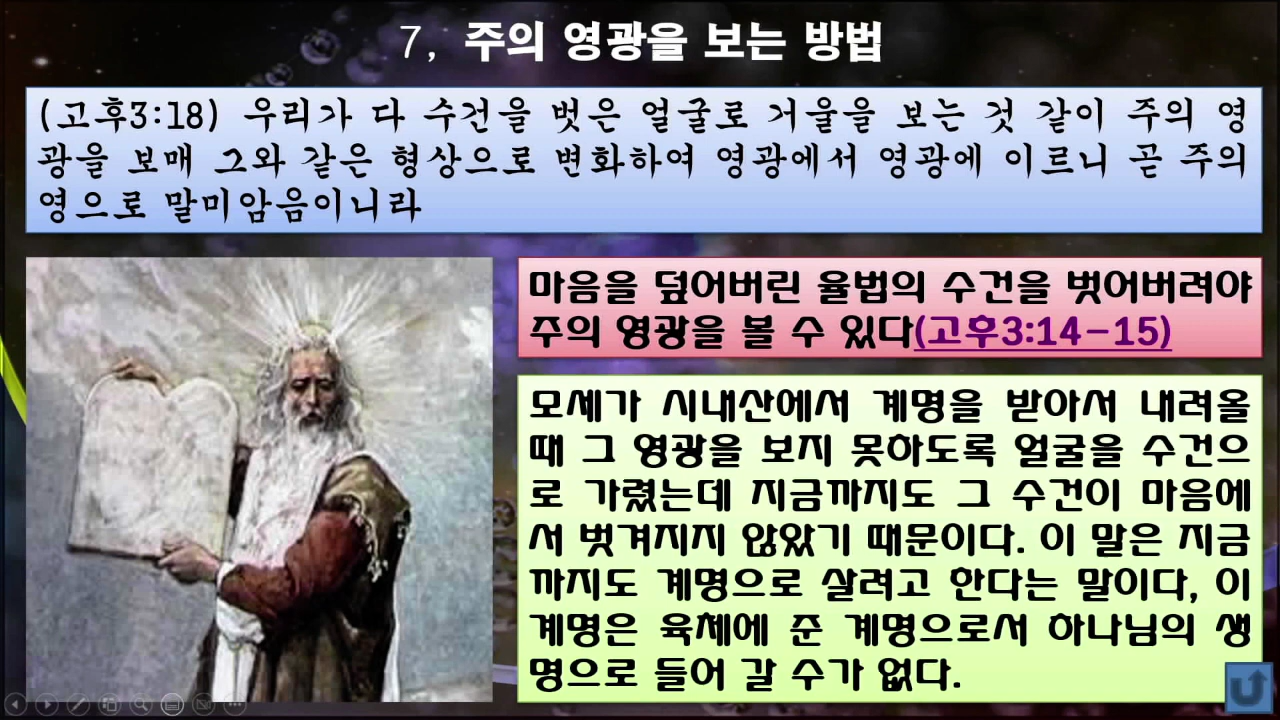 7, 주의 영광을 보는 방법
(고후3:18) 우리가 다 수건을 벗은 얼굴로 거울을 보는 것 같이 주의 영
광을 보매 그와 같은 형상으로 변화하여 영광에서 영광에 이르니 곧 주의
영으로 말미암음이니라
마음을 덮어버린 율법의 수건을 벗어버려야
주의 영광을 볼 수 있다(고후3:14-15)
모세가 시내산에서 계명을 받아서 내려올
때 그 영광을 보지 못하도록 얼굴을 수건으
로 가렸는데 지금까지도 그 수건이 마음에
서 벗겨지지 않았기 때문이다. 이 말은 지금
까지도 계명으로 살려고 한다는 말이다, 이
계명은 육체에 준 계명으로서 하나님의 생
명으로 들어 갈 수가 없다.